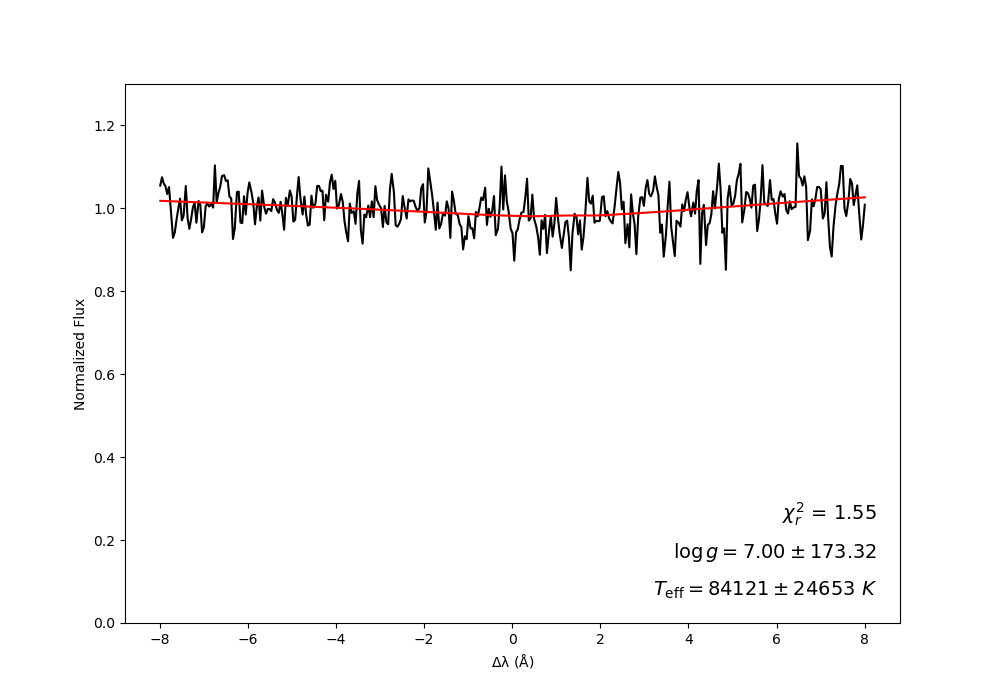 1.2
1.0
0.8
0.6
0.4
0.2
0.0
Normalized Flux
χ²ᵣ = 1.55
log g = 7.00 ± 173.32
T_eff = 84121 ± 24653 K
−8 −6 −4 −2 0 2 4 6 8
Δλ (Å)